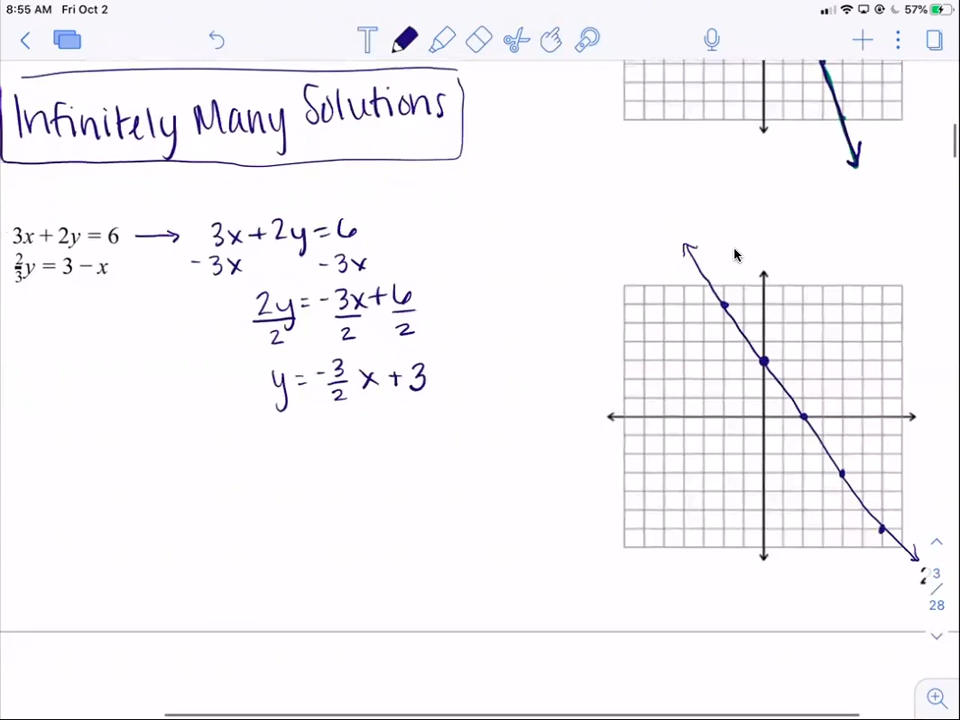 8:55 AM Fri Oct 2
57%
T
Infinitely Many Solutions
3x + 2y = 6 → 3x+2y=6
-3x -3x
2/3y = 3 − x
2y = -3x+6
2 2 2
y = -3/2 x + 3
3
/
28